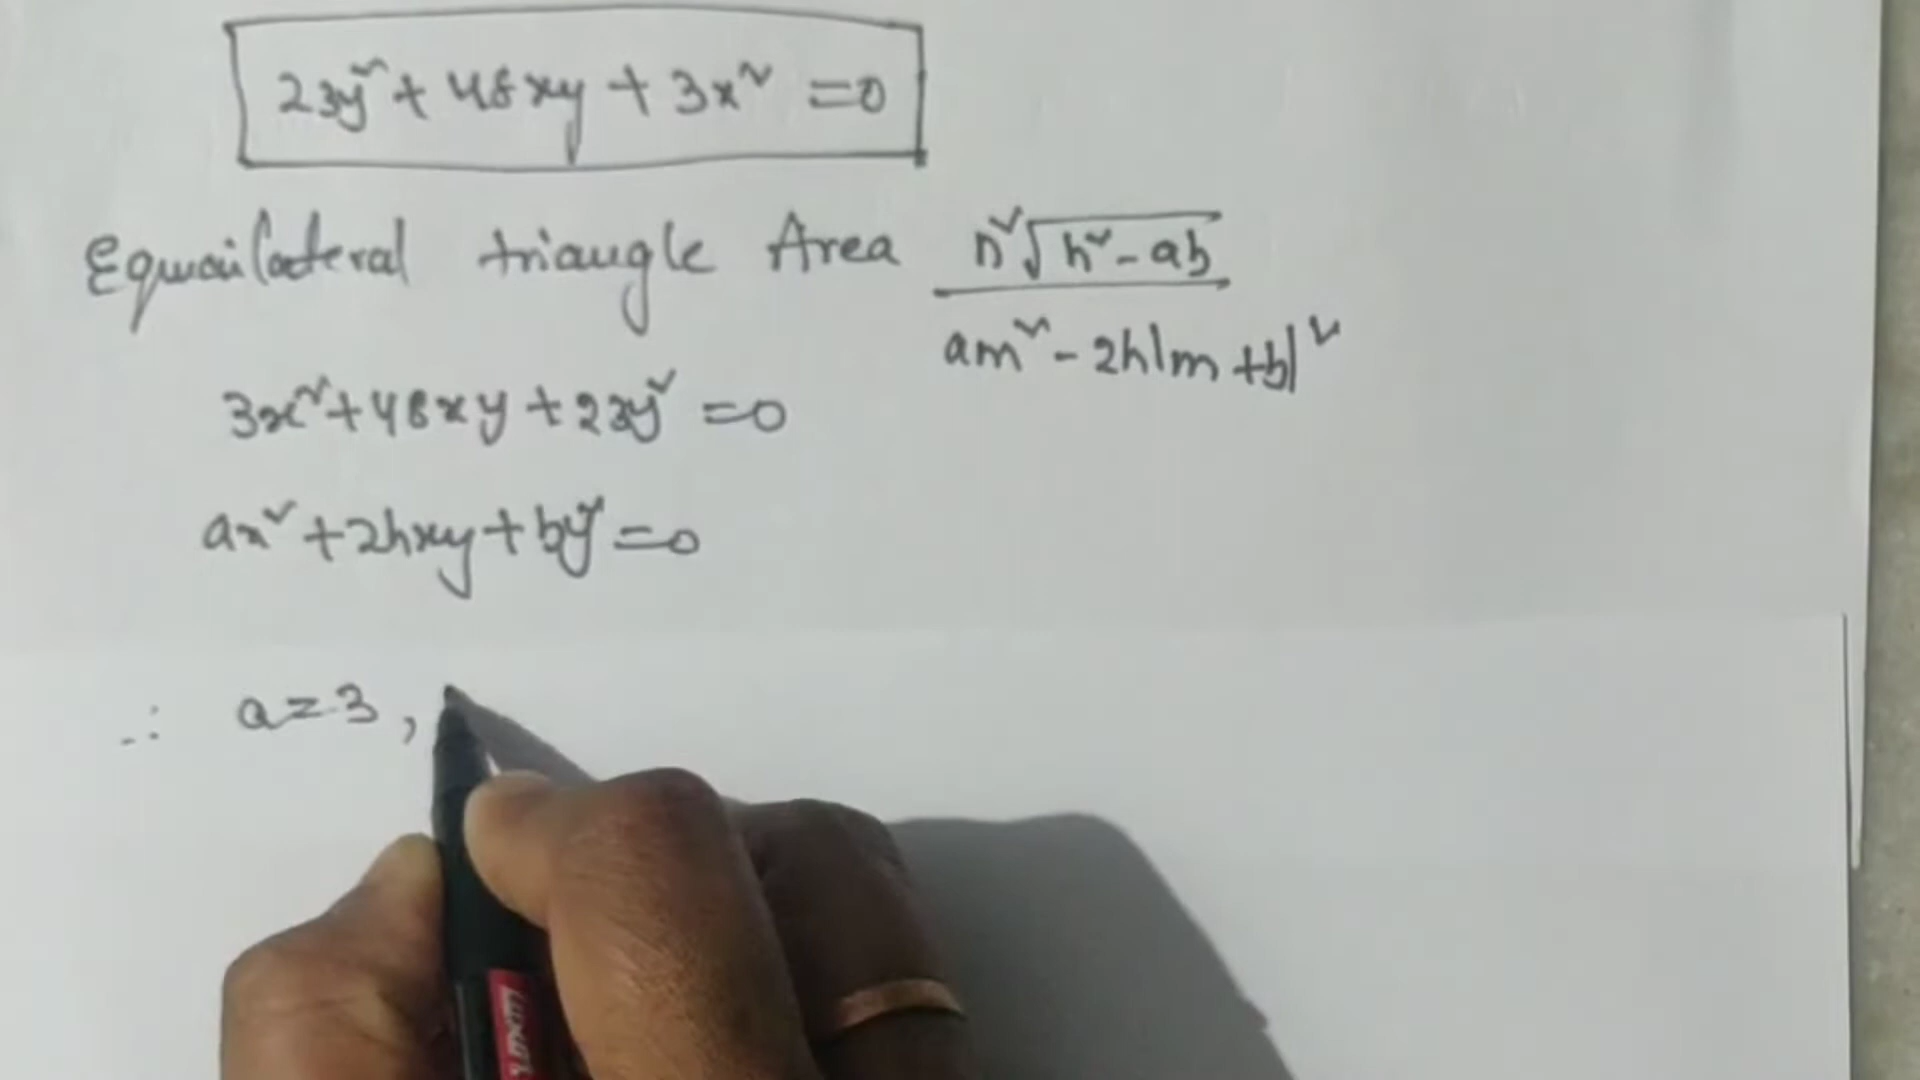 23y² + 48xy + 3x² = 0
Equailateral triangle Area n²√(h² - ab) / (am² - 2hlm + bl²)
3x² + 48xy + 23y² = 0
ax² + 2hxy + by² = 0
∴ a = 3 ,